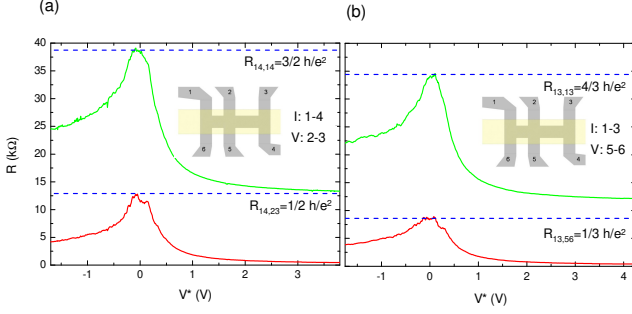 (a)
(b)
R (kΩ)
40
35
30
25
20
15
10
5
0
R14,14=3/2 h/e²
1
2
3
6
5
4
I: 1-4
V: 2-3
R14,23=1/2 h/e²
-1
0
1
2
3
V* (V)
R13,13=4/3 h/e²
1
2
3
6
5
4
I: 1-3
V: 5-6
R13,56=1/3 h/e²
-1
0
1
2
3
4
V* (V)